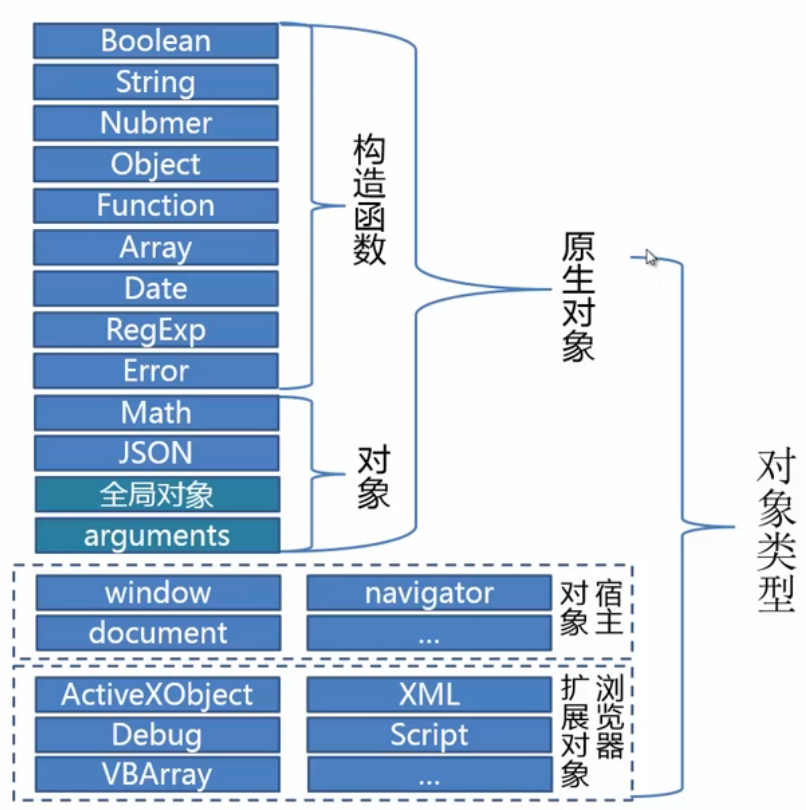 Boolean
String
Nubmer
Object
Function
Array
Date
RegExp
Error
构造函数
Math
JSON
全局对象
arguments
对象
原生对象
window
navigator
document
...
宿主
对象
ActiveXObject
XML
Debug
Script
VBArray
...
浏览器
扩展对象
对象类型